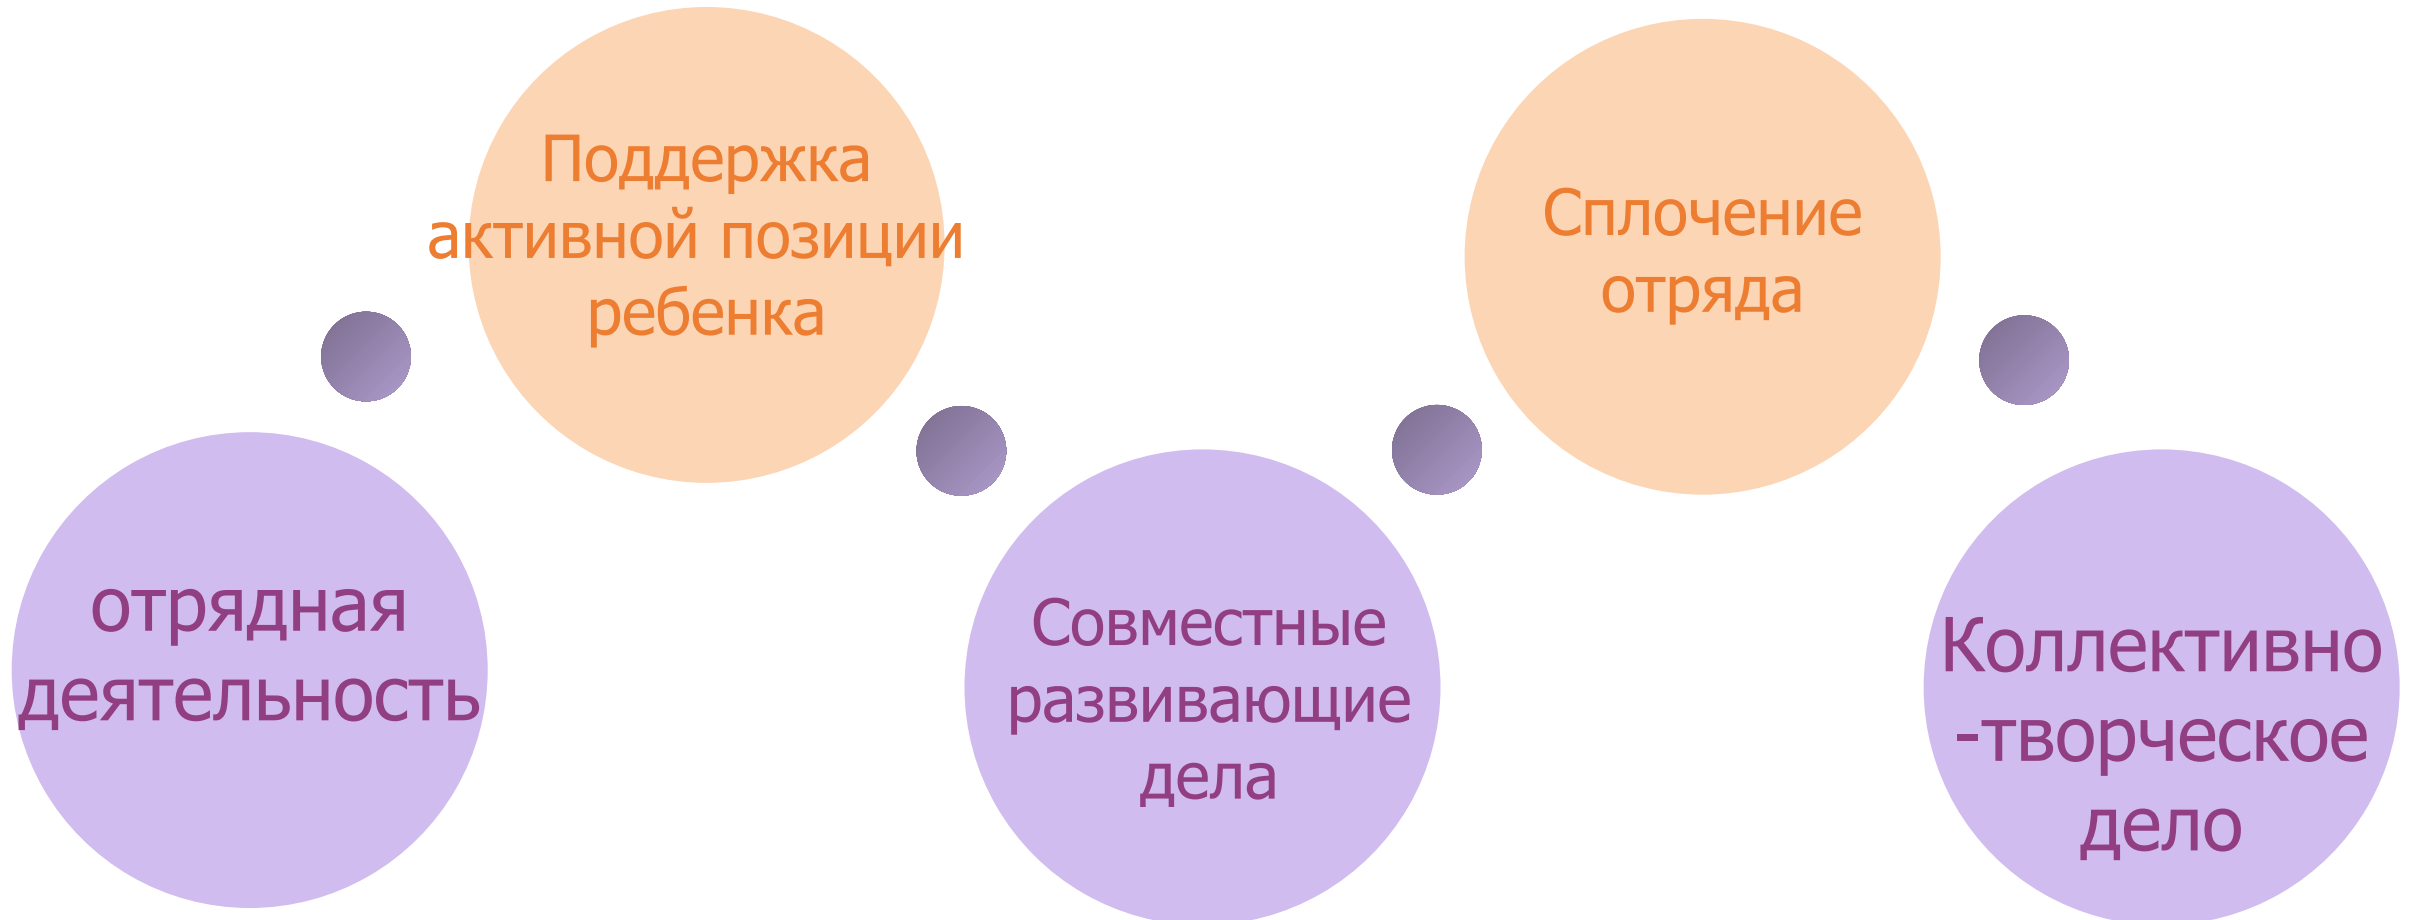 отрядная
деятельность
Поддержка
активной позиции
ребенка
Совместные
развивающие
дела
Сплочение
отряда
Коллективно
-творческое
дело